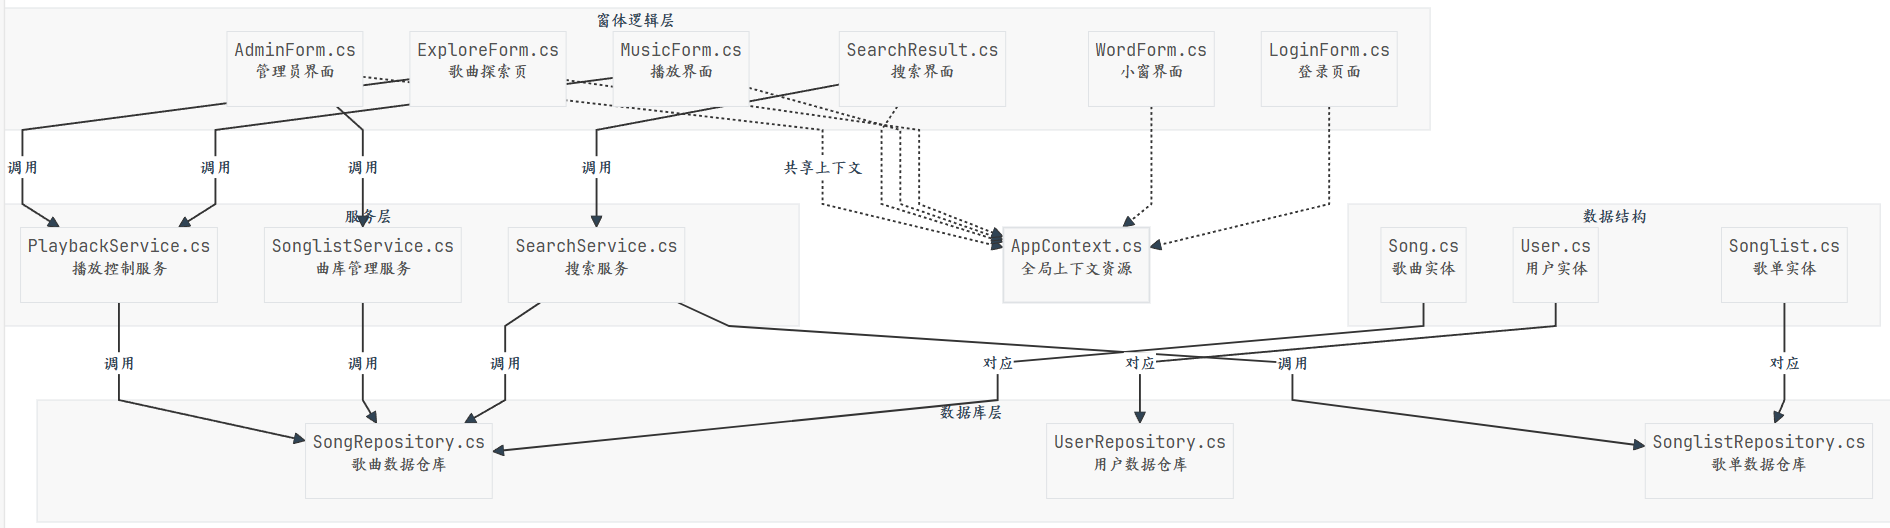 窗体逻辑层
AdminForm.cs
管理员界面
ExploreForm.cs
歌曲探索页
MusicForm.cs
播放界面
SearchResult.cs
搜索界面
WordForm.cs
小窗界面
LoginForm.cs
登录页面
调用
调用
调用
调用
共享上下文
服务层
PlaybackService.cs
播放控制服务
SonglistService.cs
曲库管理服务
SearchService.cs
搜索服务
AppContext.cs
全局上下文资源
数据结构
Song.cs
歌曲实体
User.cs
用户实体
Songlist.cs
歌单实体
调用
调用
调用
对应
对应
调用
对应
数据库层
SongRepository.cs
歌曲数据仓库
UserRepository.cs
用户数据仓库
SonglistRepository.cs
歌单数据仓库